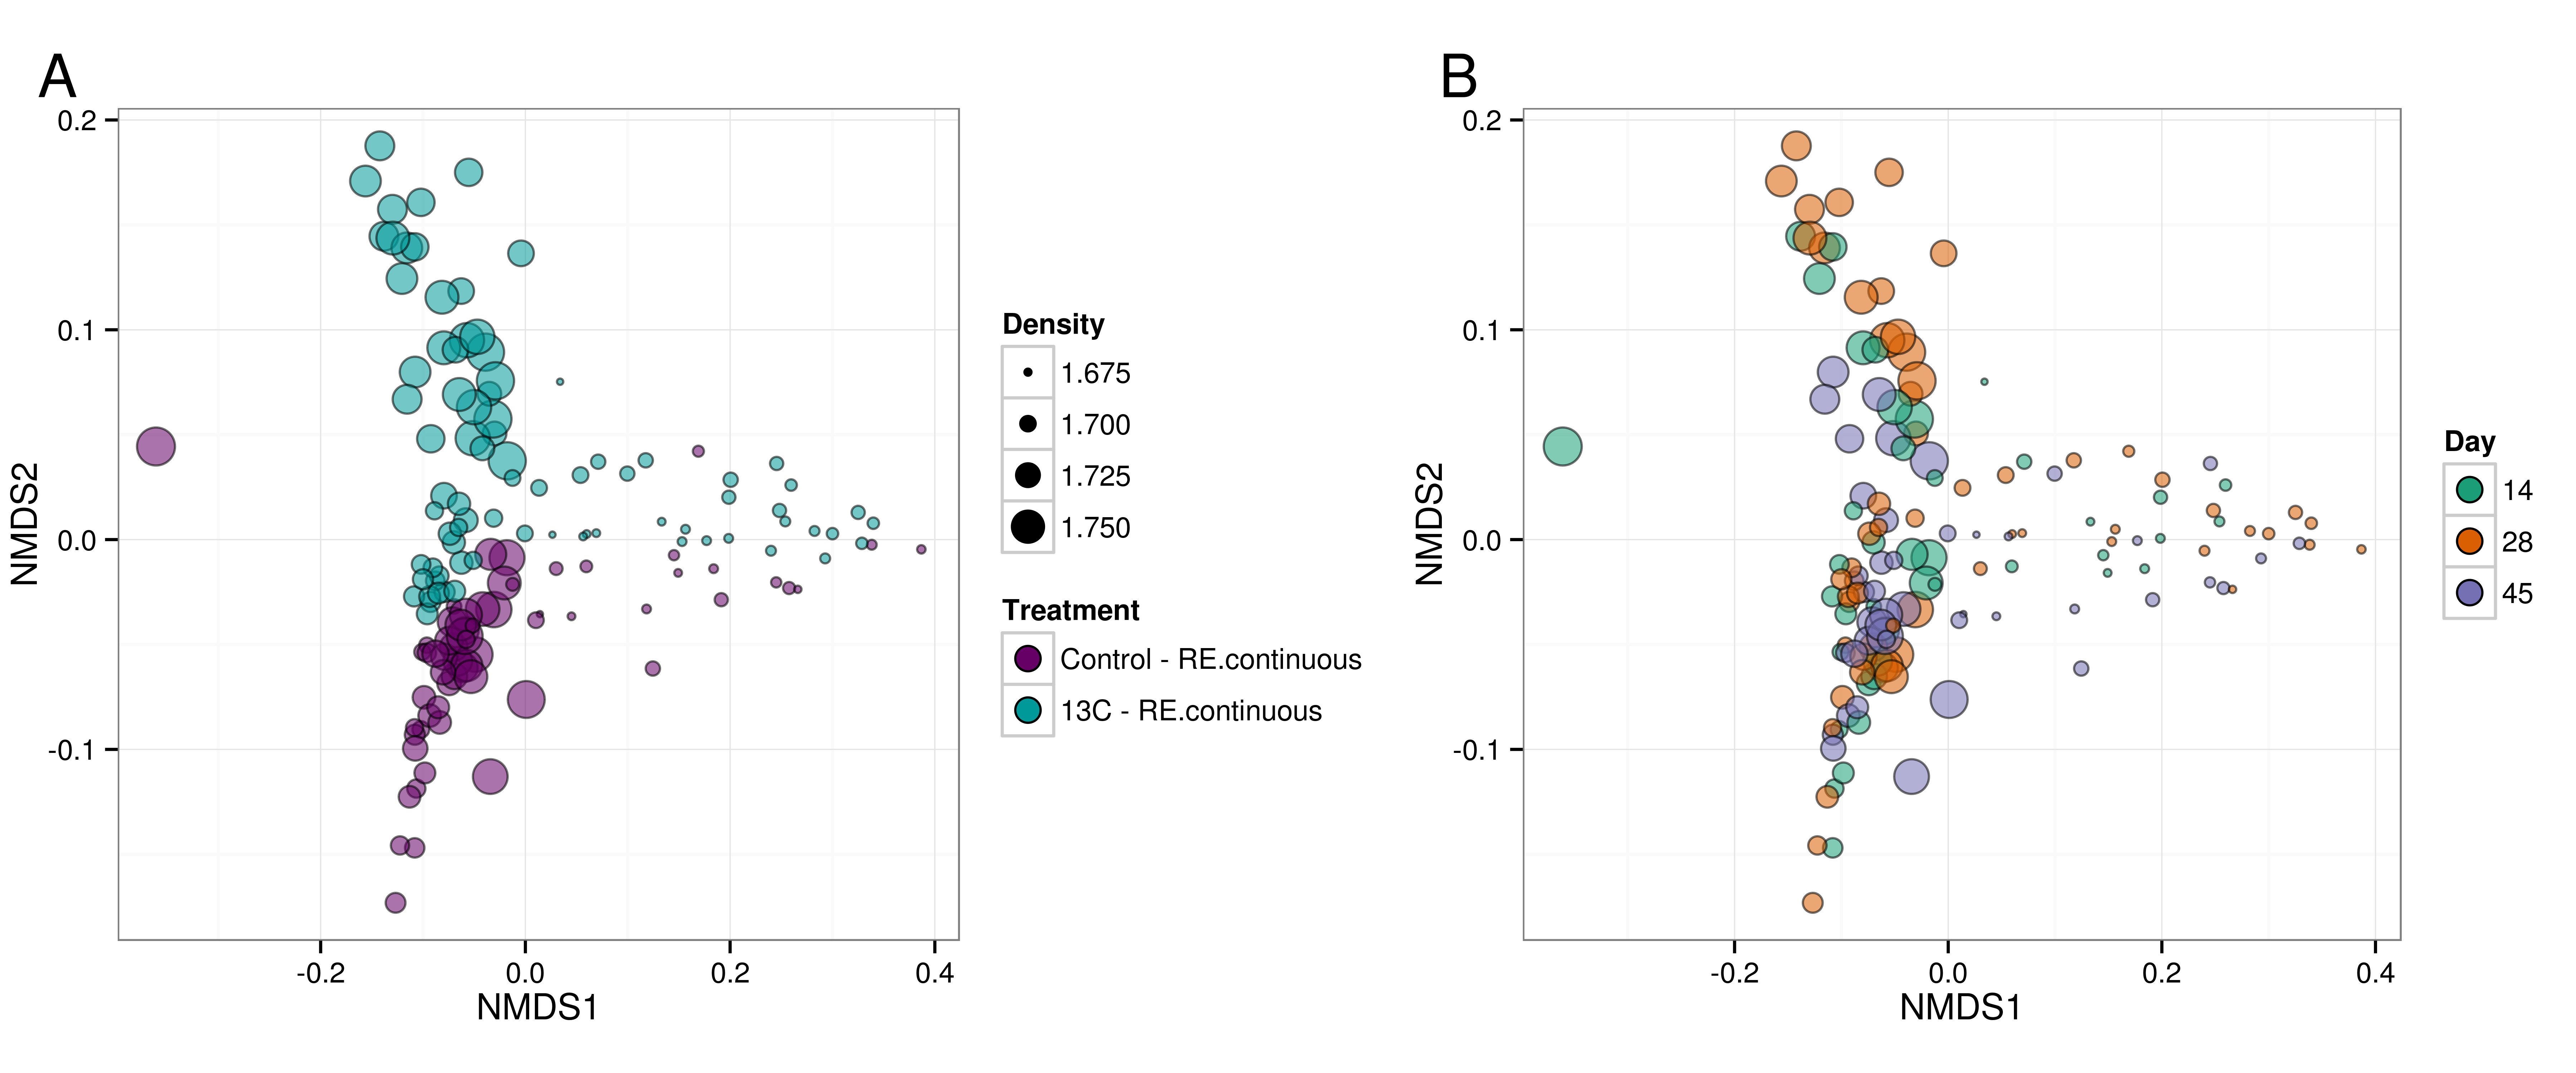 A
0.2
0.1
0.0
-0.1
NMDS2
-0.2 0.0 0.2 0.4
NMDS1
Density
1.675
1.700
1.725
1.750
Treatment
Control - RE.continuous
13C - RE.continuous
B
0.2
0.1
0.0
-0.1
NMDS2
-0.2 0.0 0.2 0.4
NMDS1
Day
14
28
45